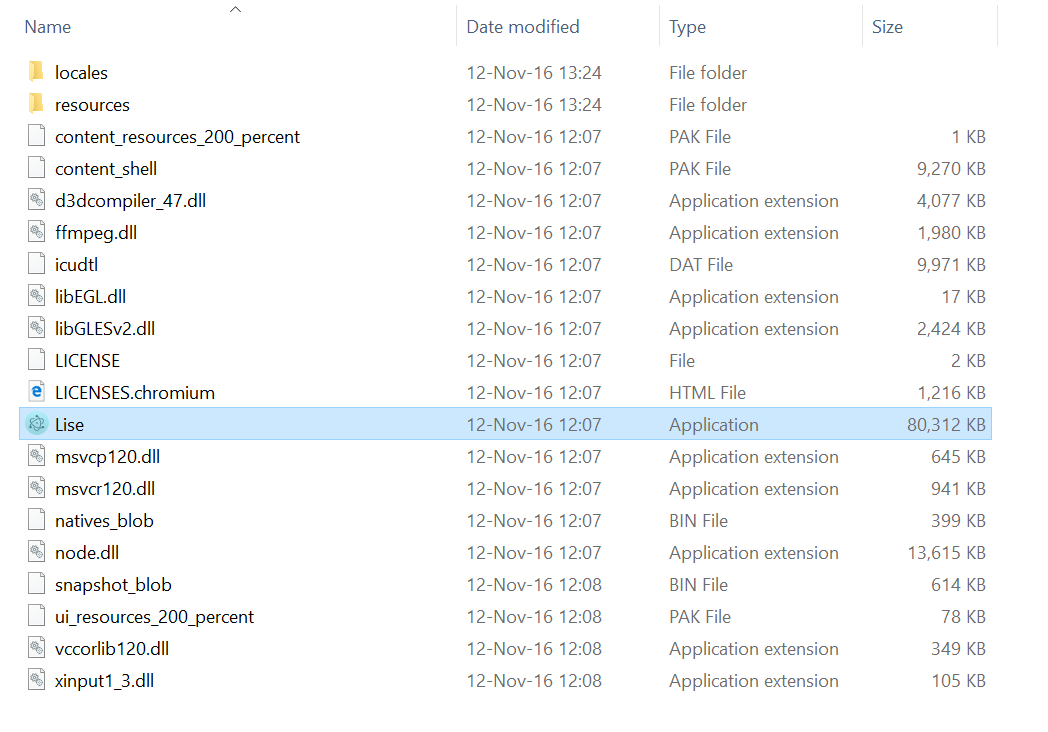 Name Date modified Type Size
locales 12-Nov-16 13:24 File folder
resources 12-Nov-16 13:24 File folder
content_resources_200_percent 12-Nov-16 12:07 PAK File 1 KB
content_shell 12-Nov-16 12:07 PAK File 9,270 KB
d3dcompiler_47.dll 12-Nov-16 12:07 Application extension 4,077 KB
ffmpeg.dll 12-Nov-16 12:07 Application extension 1,980 KB
icudtl 12-Nov-16 12:07 DAT File 9,971 KB
libEGL.dll 12-Nov-16 12:07 Application extension 17 KB
libGLESv2.dll 12-Nov-16 12:07 Application extension 2,424 KB
LICENSE 12-Nov-16 12:07 File 2 KB
LICENSES.chromium 12-Nov-16 12:07 HTML File 1,216 KB
Lise 12-Nov-16 12:07 Application 80,312 KB
msvcp120.dll 12-Nov-16 12:07 Application extension 645 KB
msvcr120.dll 12-Nov-16 12:07 Application extension 941 KB
natives_blob 12-Nov-16 12:07 BIN File 399 KB
node.dll 12-Nov-16 12:07 Application extension 13,615 KB
snapshot_blob 12-Nov-16 12:08 BIN File 614 KB
ui_resources_200_percent 12-Nov-16 12:08 PAK File 78 KB
vccorlib120.dll 12-Nov-16 12:08 Application extension 349 KB
xinput1_3.dll 12-Nov-16 12:08 Application extension 105 KB